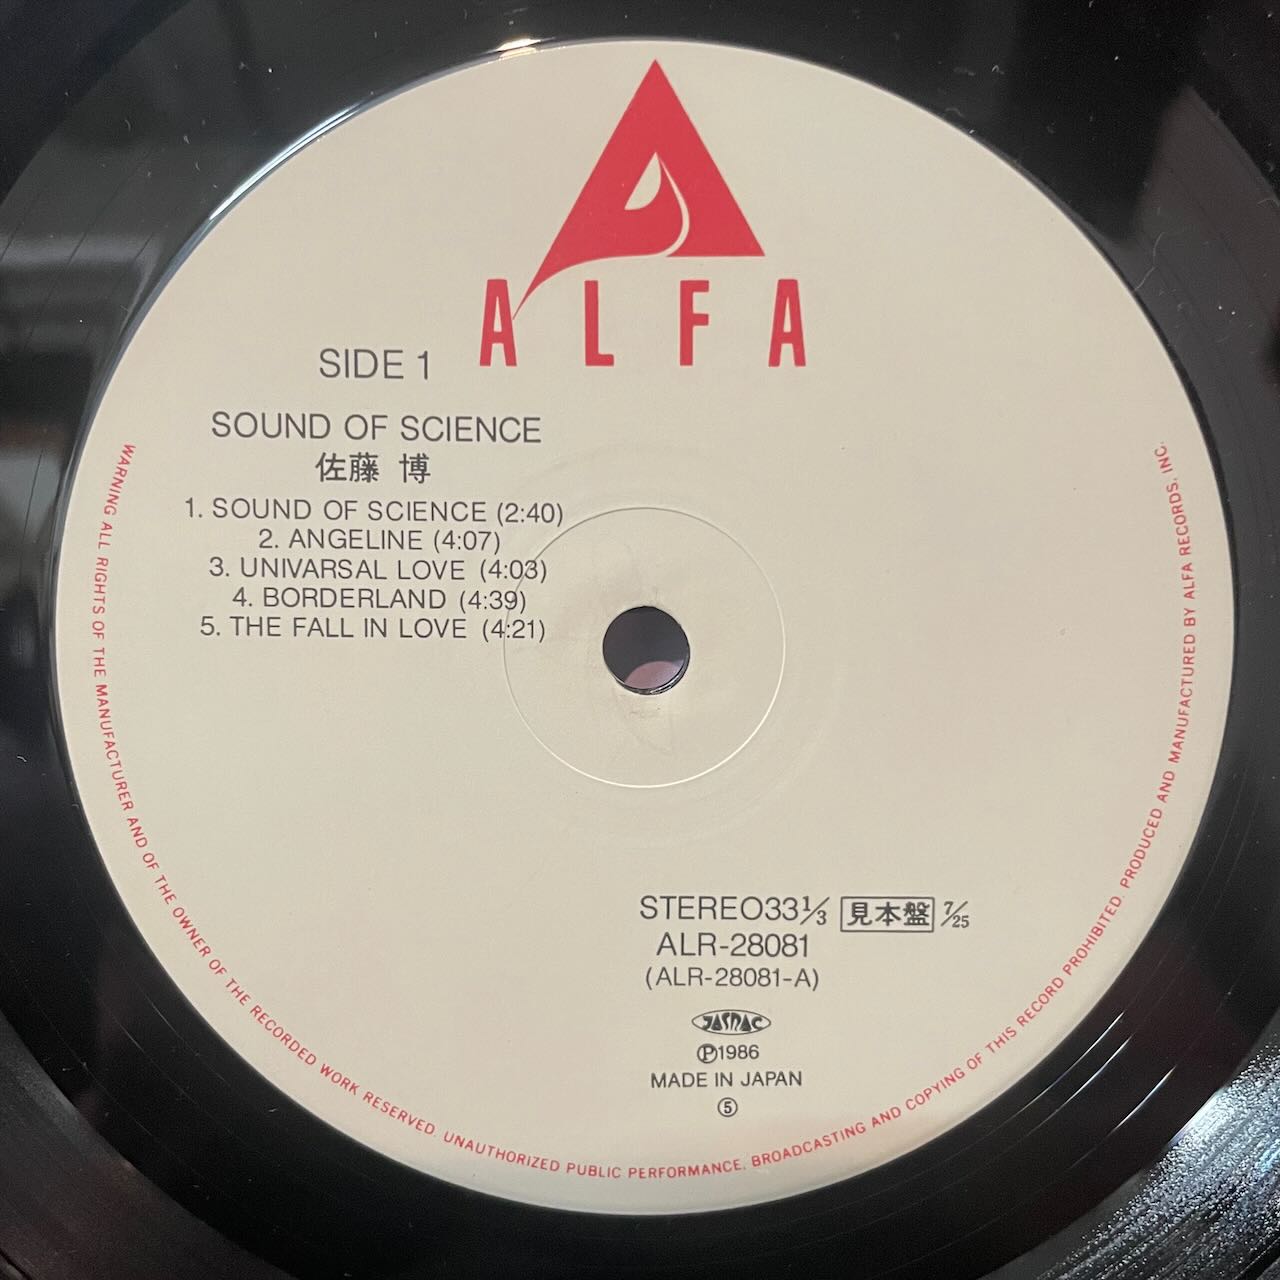 ALFA
SIDE 1
SOUND OF SCIENCE
佐藤 博
1. SOUND OF SCIENCE (2:40)
2. ANGELINE (4:07)
3. UNIVARSAL LOVE (4:03)
4. BORDERLAND (4:39)
5. THE FALL IN LOVE (4:21)
STEREO33⅓ 見本盤 7/25
ALR-28081
(ALR-28081-A)
JASRAC
Ⓟ1986
MADE IN JAPAN
⑤
WARNING ALL RIGHTS OF THE MANUFACTURER AND OF THE OWNER OF THE RECORDED WORK RESERVED. UNAUTHORIZED PUBLIC PERFORMANCE, BROADCASTING AND COPYING OF THIS RECORD PROHIBITED. PRODUCED AND MANUFACTURED BY ALFA RECORDS, INC.